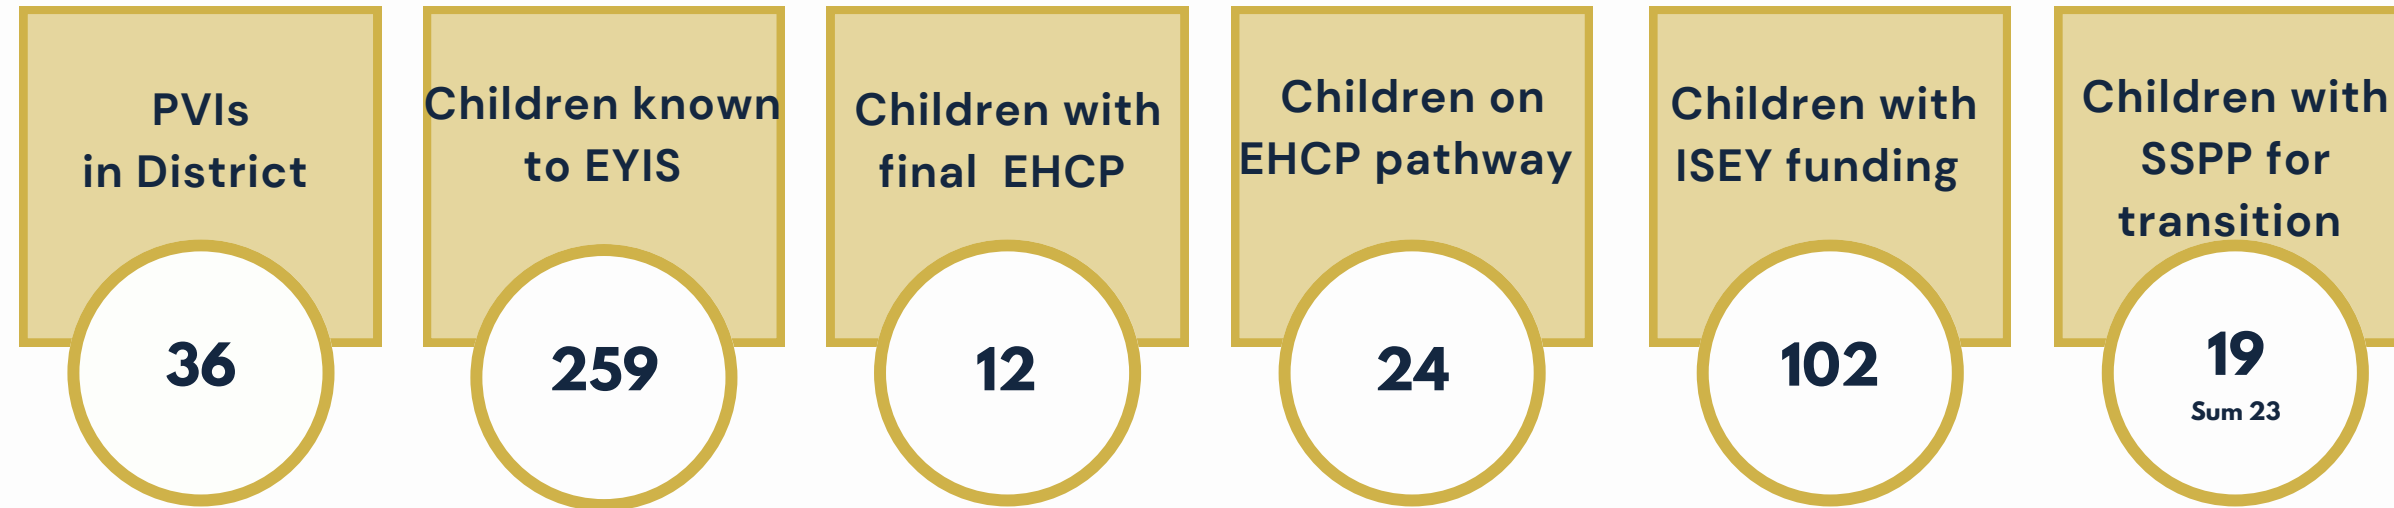 PVIs
in District
36
Children known
to EYIS
259
Children with
final EHCP
12
Children on
EHCP pathway
24
Children with
ISEY funding
102
Children with
SSPP for
transition
19
Sum 23